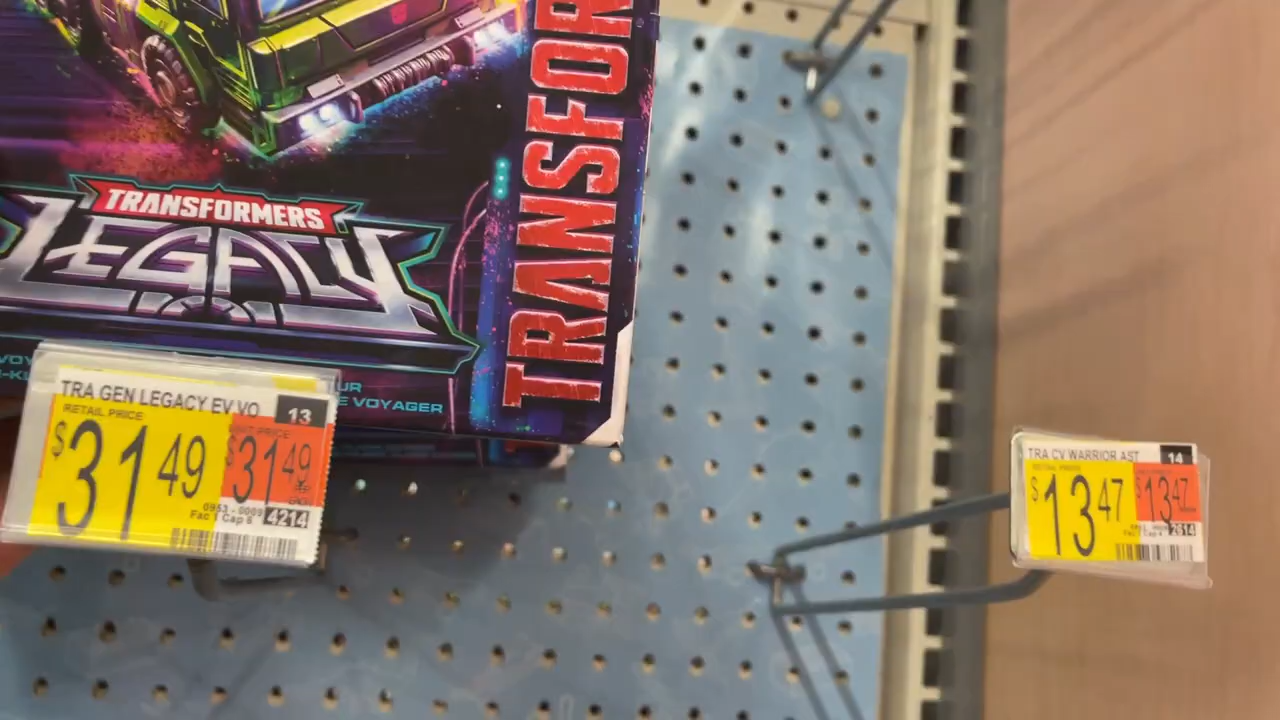 TRANSFORMERS
LEGACY
VOYAGER
TRANSFOR
TRA GEN LEGACY EV VO
13
RETAIL PRICE
$31 49
$31 49
4214
TRA CV WARRIOR AST
14
RETAIL PRICE
$13 47
$13 47
2614